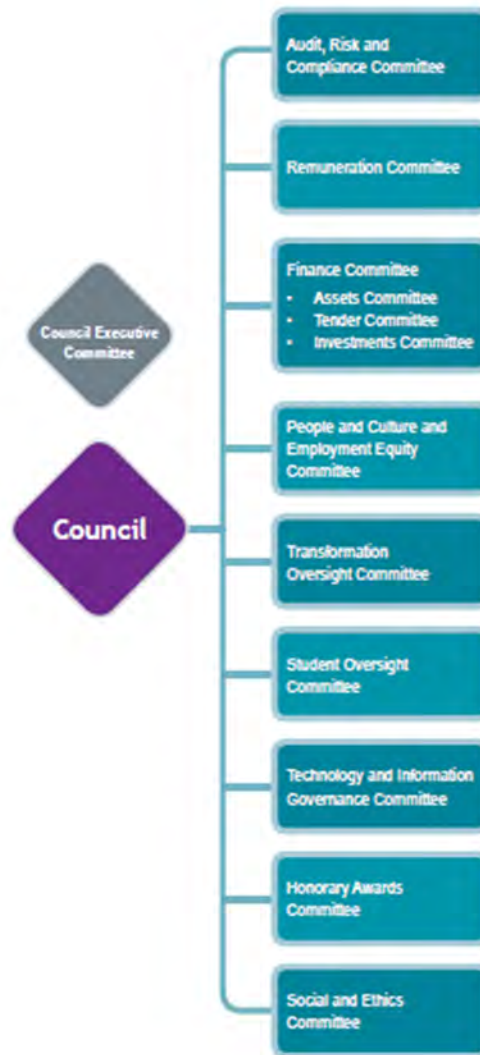 Audit, Risk and
Compliance Committee
Remuneration Committee
Finance Committee
• Assets Committee
• Tender Committee
• Investments Committee
Council Executive
Committee
People and Culture and
Employment Equity
Committee
Council
Transformation
Oversight Committee
Student Oversight
Committee
Technology and Information
Governance Committee
Honorary Awards
Committee
Social and Ethics
Committee